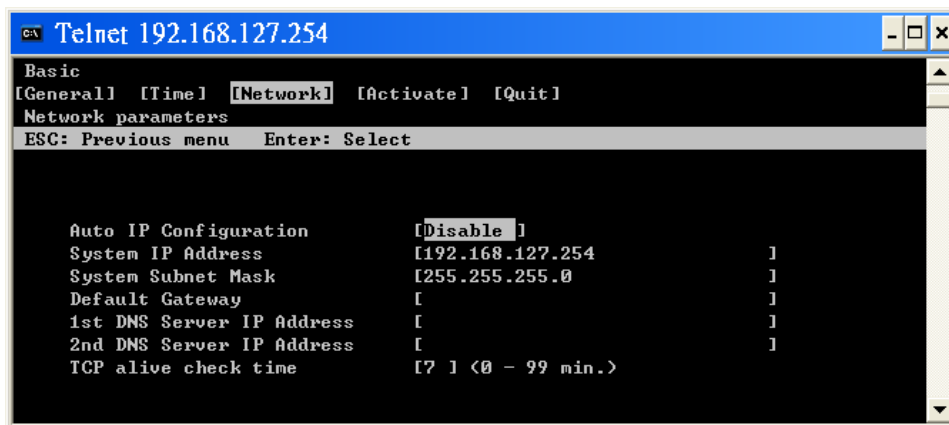 Telnet 192.168.127.254
Basic
[General] [Time] [Network] [Activate] [Quit]
Network parameters
ESC: Previous menu Enter: Select
Auto IP Configuration [Disable ]
System IP Address [192.168.127.254 ]
System Subnet Mask [255.255.255.0 ]
Default Gateway [ ]
1st DNS Server IP Address [ ]
2nd DNS Server IP Address [ ]
TCP alive check time [7 ] (0 - 99 min.)